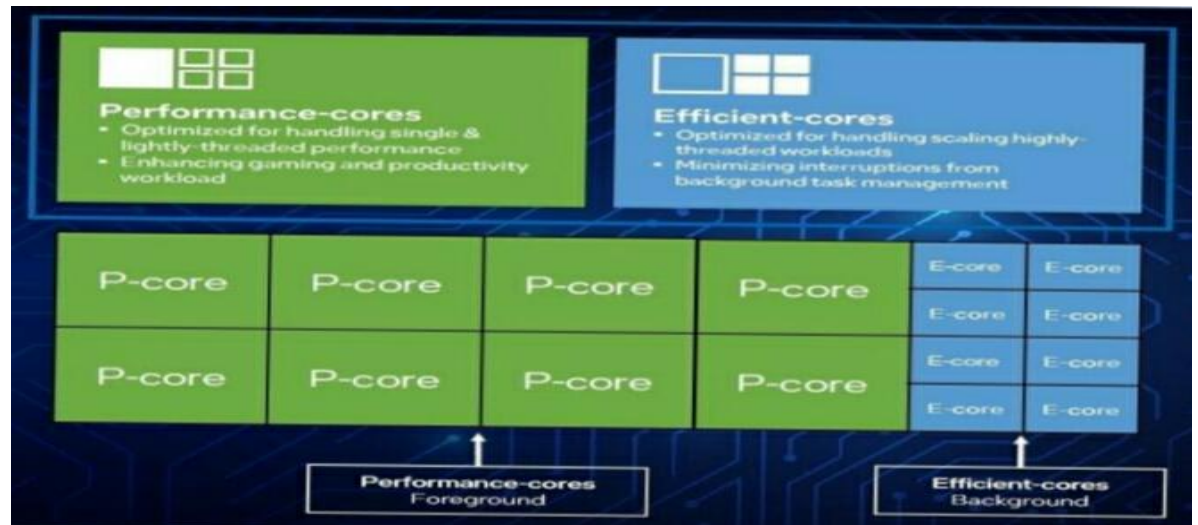 Performance-cores
▪ Optimized for handling single &
lightly-threaded performance
▪ Enhancing gaming and productivity
workload
Efficient-cores
▪ Optimized for handling scaling highly-
threaded workloads
▪ Minimizing interruptions from
background task management
P-core P-core P-core P-core E-core E-core
E-core E-core
P-core P-core P-core P-core E-core E-core
E-core E-core
Performance-cores
Foreground
Efficient-cores
Background